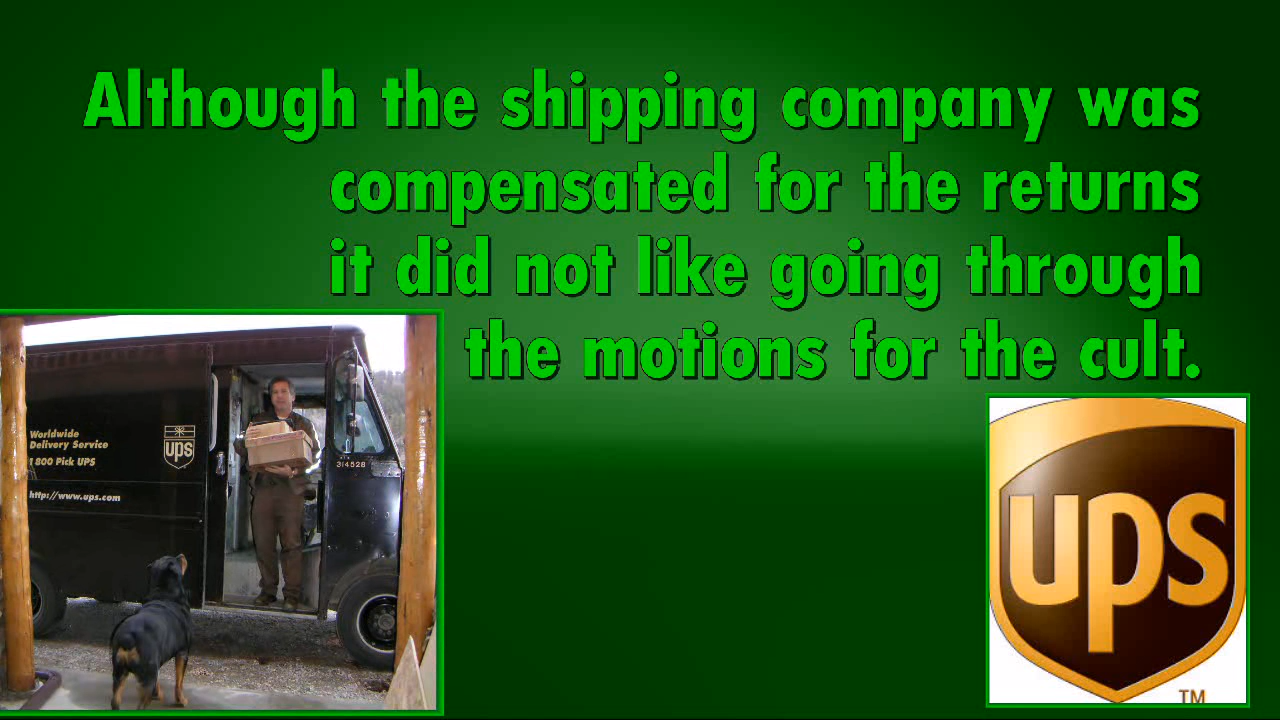 Although the shipping company was
compensated for the returns
it did not like going through
the motions for the cult.
Worldwide
Delivery Service
1 800 Pick UPS
ups
http://www.ups.com
314528
ups
TM